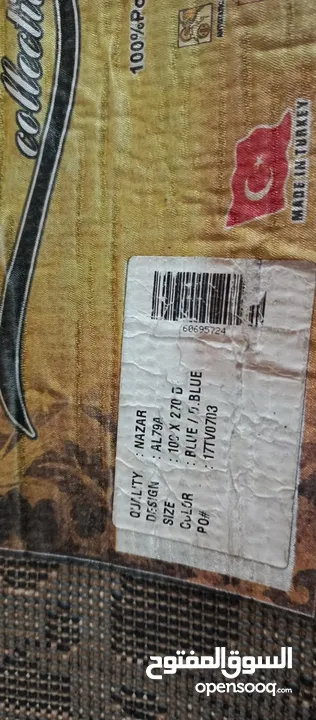 collection
100%Po
MADE IN TURKEY
60695724
QUALITY : NAZAR
DESIGN : AL79A
SIZE : 100 X 270 D
COLOR : BLUE / D.BLUE
PO# : 17TV0703
السوق المفتوح
opensooq.com